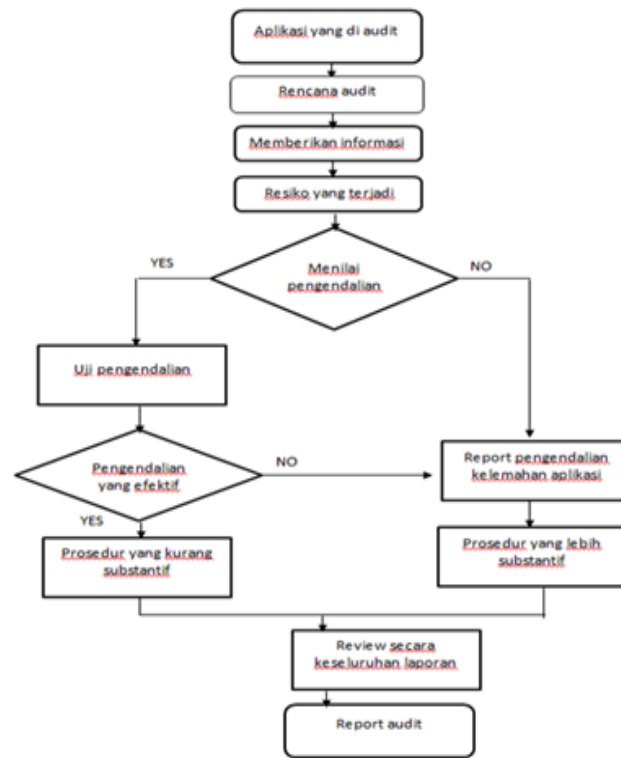 Aplikasi yang di audit
Rencana audit
Memberikan informasi
Resiko yang terjadi
Menilai
pengendalian
YES
NO
Uji pengendalian
Pengendalian
yang efektif
NO
Report pengendalian
kelemahan aplikasi
YES
Prosedur yang kurang
substantif
Prosedur yang lebih
substantif
Review secara
keseluruhan laporan
Report audit